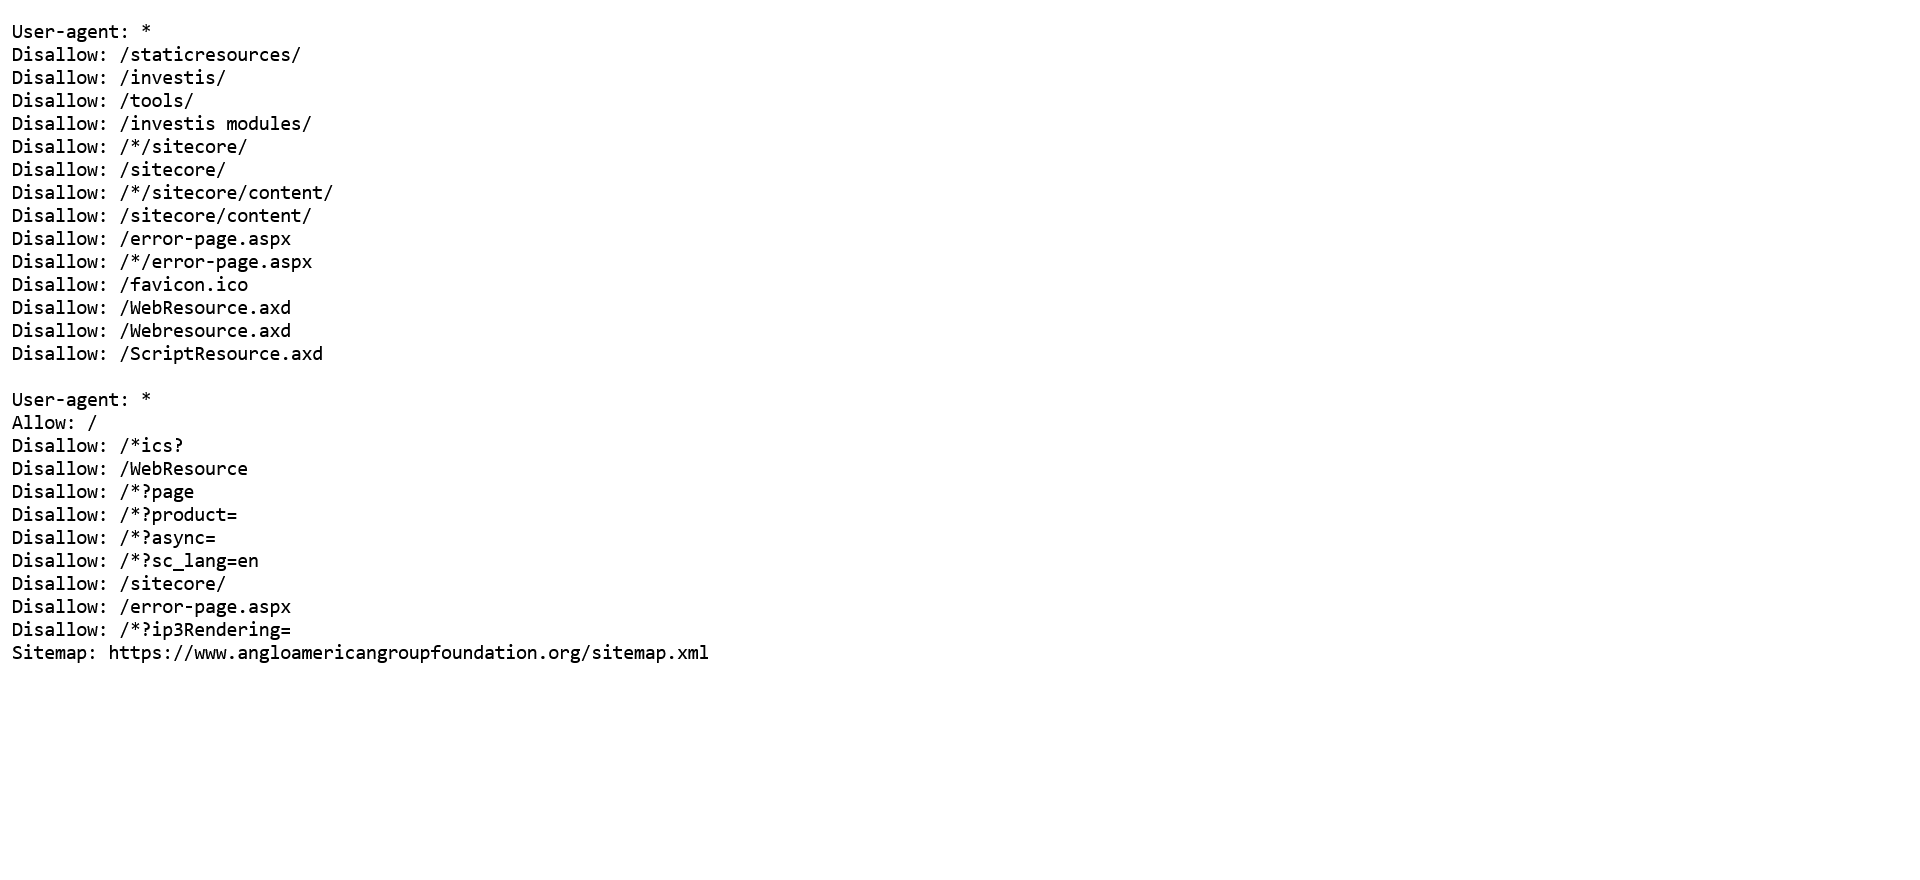 User-agent: *
Disallow: /staticresources/
Disallow: /investis/
Disallow: /tools/
Disallow: /investis modules/
Disallow: /*/sitecore/
Disallow: /sitecore/
Disallow: /*/sitecore/content/
Disallow: /sitecore/content/
Disallow: /error-page.aspx
Disallow: /*/error-page.aspx
Disallow: /favicon.ico
Disallow: /WebResource.axd
Disallow: /Webresource.axd
Disallow: /ScriptResource.axd

User-agent: *
Allow: /
Disallow: /*ics?
Disallow: /WebResource
Disallow: /*?page
Disallow: /*?product=
Disallow: /*?async=
Disallow: /*?sc_lang=en
Disallow: /sitecore/
Disallow: /error-page.aspx
Disallow: /*?ip3Rendering=
Sitemap: https://www.angloamericangroupfoundation.org/sitemap.xml